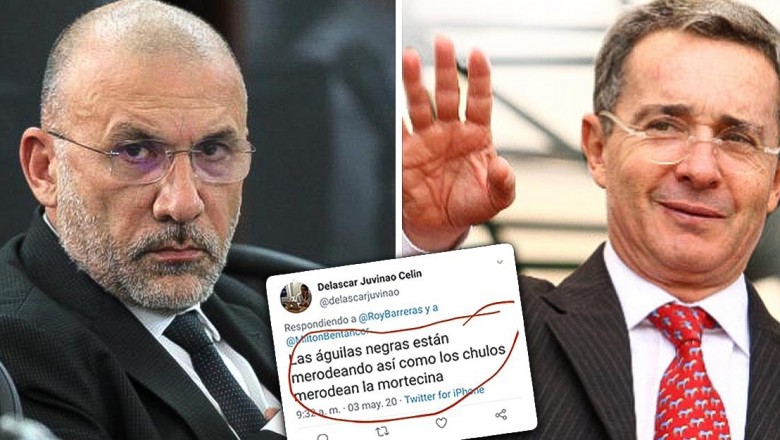 Delascar Juvinao Celin
@delascarjuvinao
Respondiendo a @RoyBarreras y a
@MiltonBentancor
Las águilas negras están
merodeando así como los chulos
merodean la mortecina
9:32 a. m. · 03 may. 20 · Twitter for iPhone